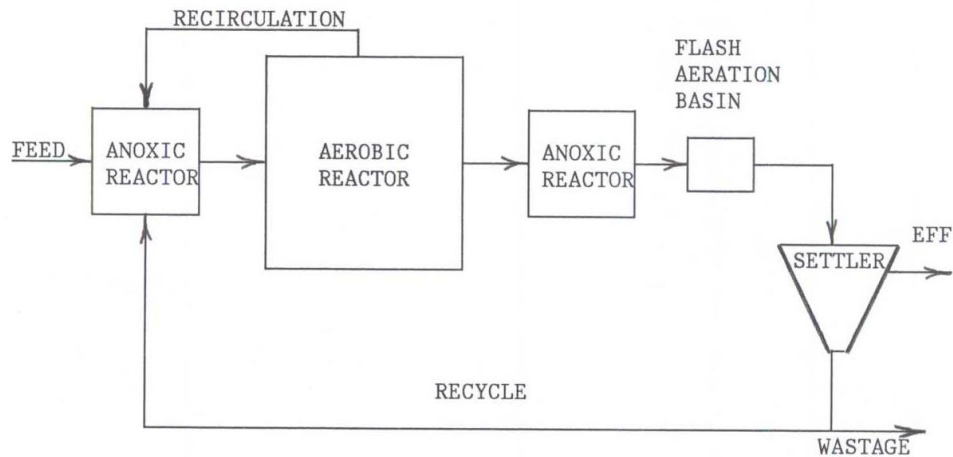 RECIRCULATION
FLASH
AERATION
BASIN
FEED
ANOXIC
REACTOR
AEROBIC
REACTOR
ANOXIC
REACTOR
EFF
SETTLER
RECYCLE
WASTAGE